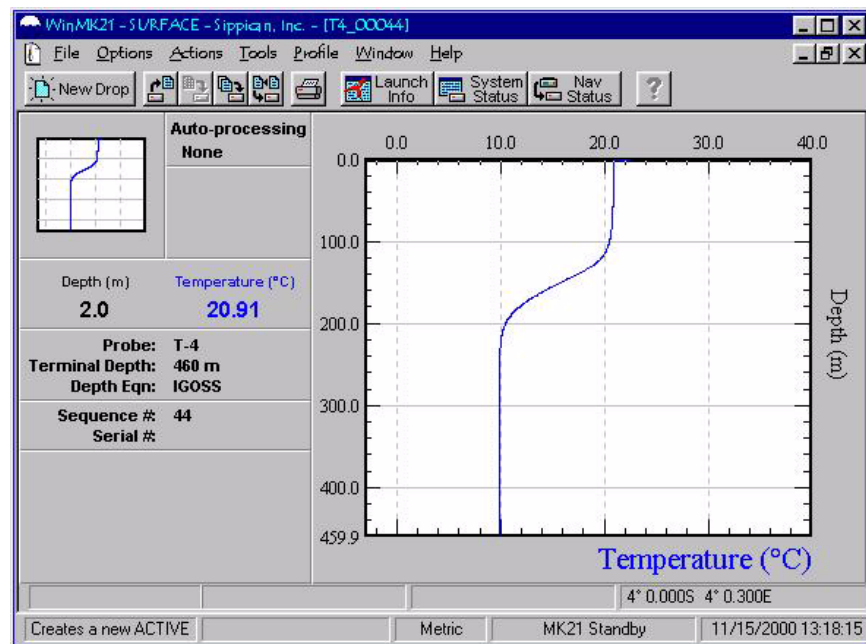 WinMK21 - SURFACE - Sippican, Inc. - [T4_00044]
File Options Actions Tools Profile Window Help
New Drop
Launch Info
System Status
Nav Status
?
Auto-processing
None
Depth (m)
Temperature (°C)
2.0
20.91
Probe: T-4
Terminal Depth: 460 m
Depth Eqn: IGOSS
Sequence #: 44
Serial #:
0.0 10.0 20.0 30.0 40.0
0.0
100.0
200.0
300.0
400.0
459.9
Depth (m)
Temperature (°C)
4° 0.000S 4° 0.300E
Creates a new ACTIVE
Metric
MK21 Standby
11/15/2000 13:18:15